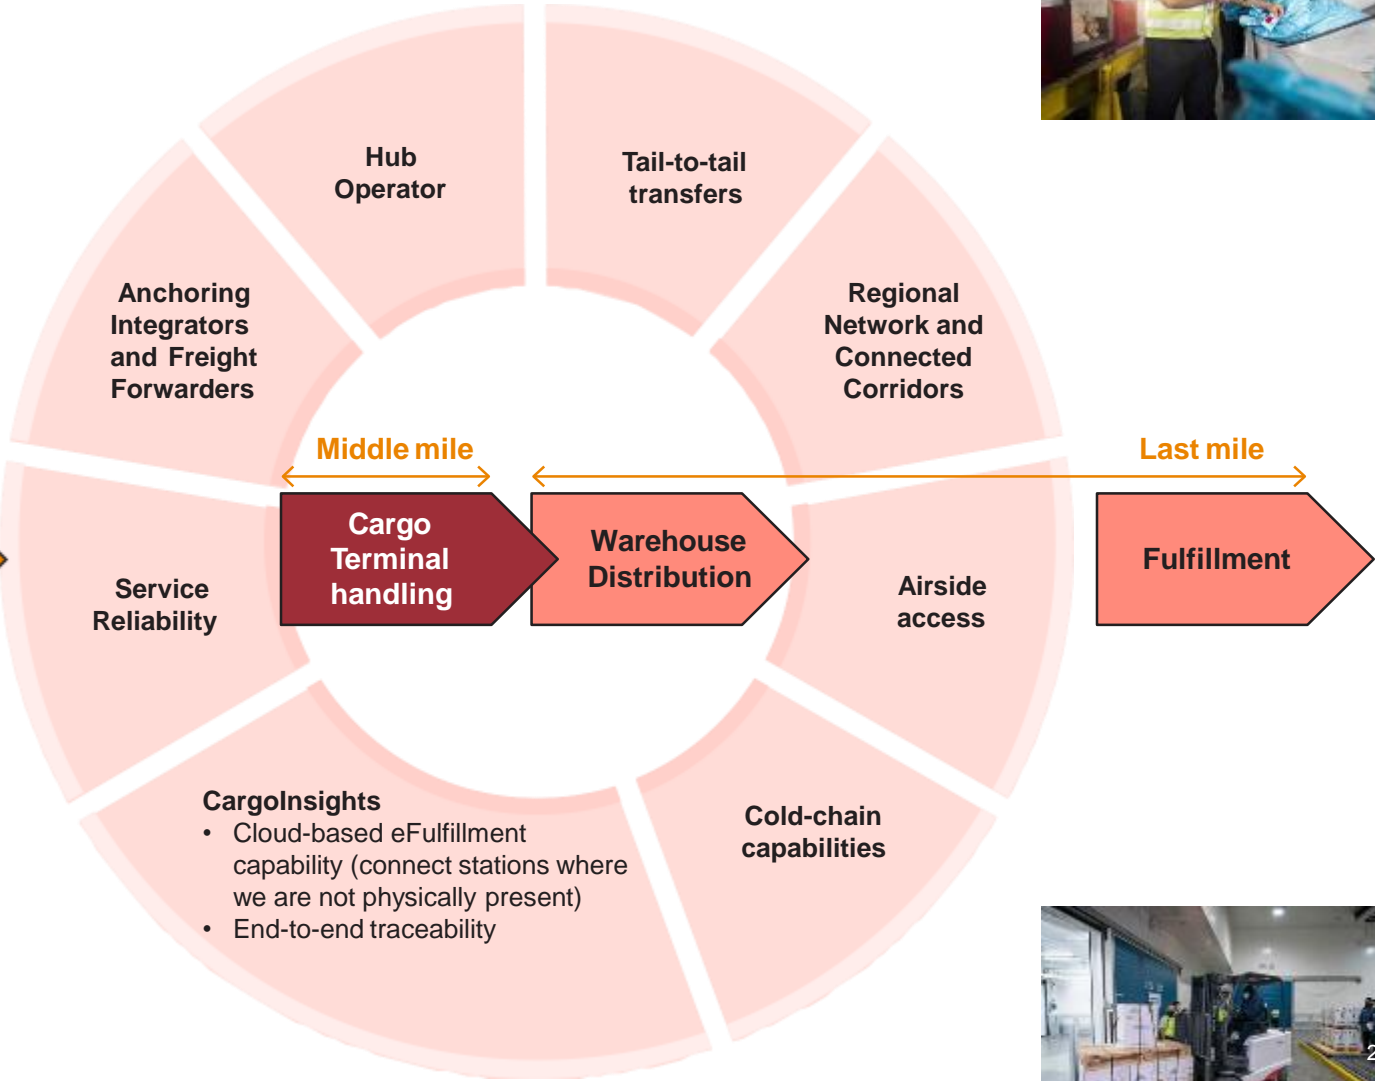 Hub
Operator
Tail-to-tail
transfers
Anchoring
Integrators
and Freight
Forwarders
Regional
Network and
Connected
Corridors
Middle mile
Last mile
Cargo
Terminal
handling
Warehouse
Distribution
Fulfillment
Service
Reliability
Airside
access
CargoInsights
• Cloud-based eFulfillment
capability (connect stations where
we are not physically present)
• End-to-end traceability
Cold-chain
capabilities
2